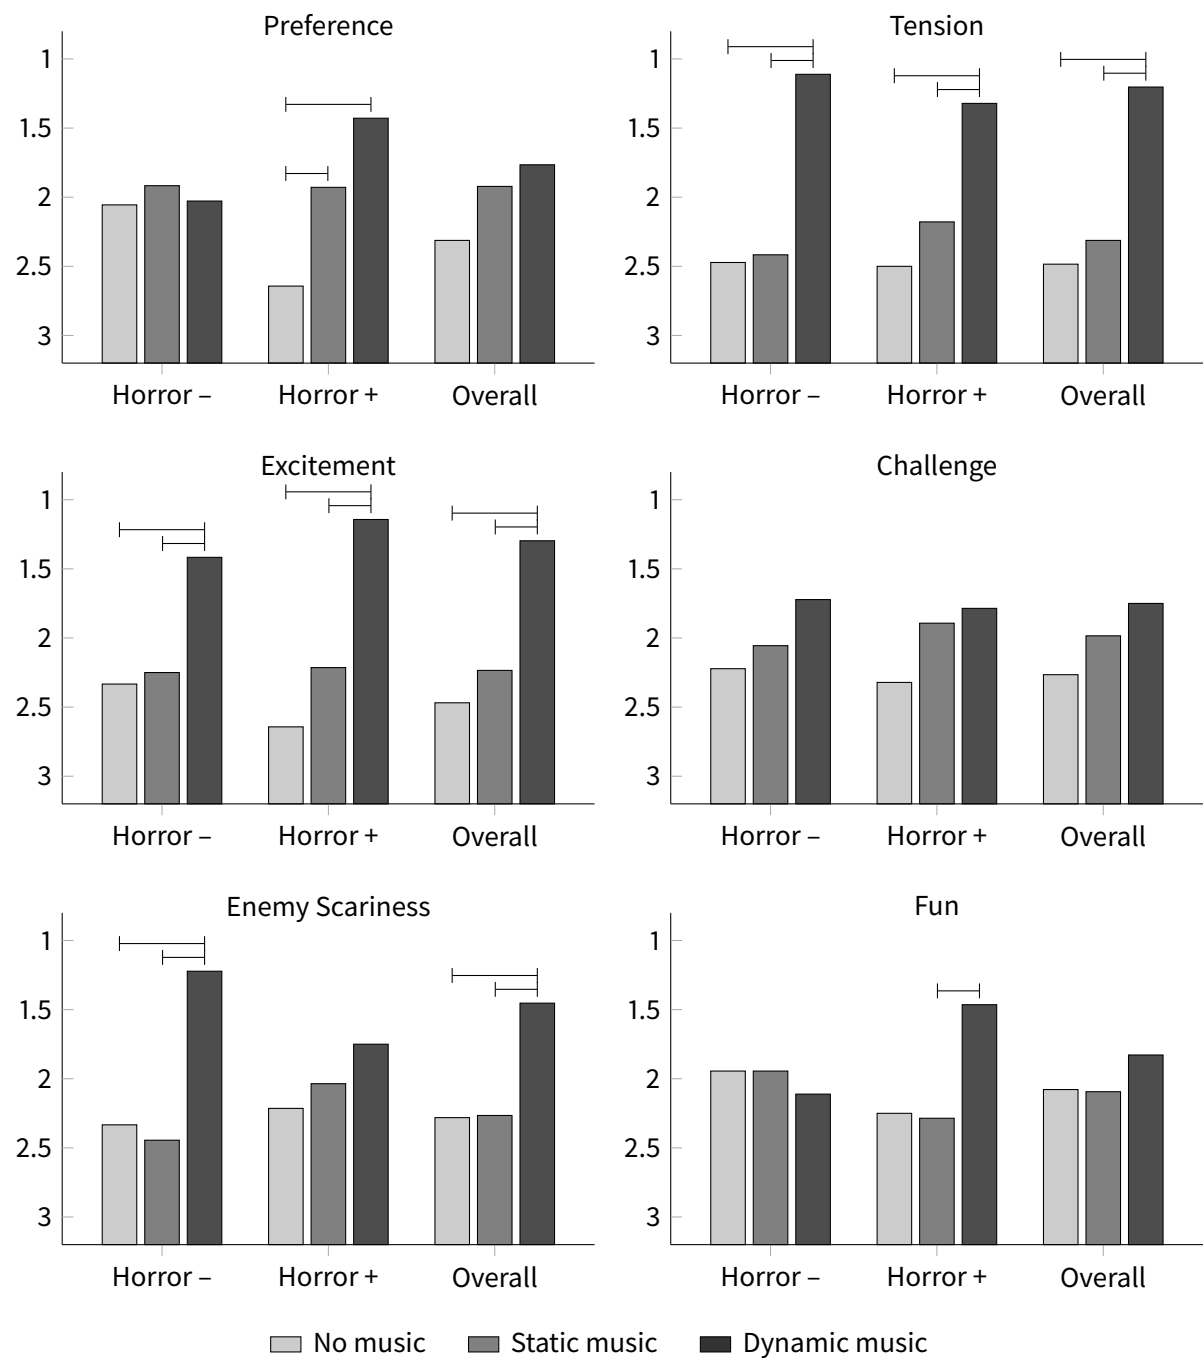 Preference
1
1.5
2
2.5
3
Horror – Horror + Overall
Tension
1
1.5
2
2.5
3
Horror – Horror + Overall
Excitement
1
1.5
2
2.5
3
Horror – Horror + Overall
Challenge
1
1.5
2
2.5
3
Horror – Horror + Overall
Enemy Scariness
1
1.5
2
2.5
3
Horror – Horror + Overall
Fun
1
1.5
2
2.5
3
Horror – Horror + Overall
No music Static music Dynamic music